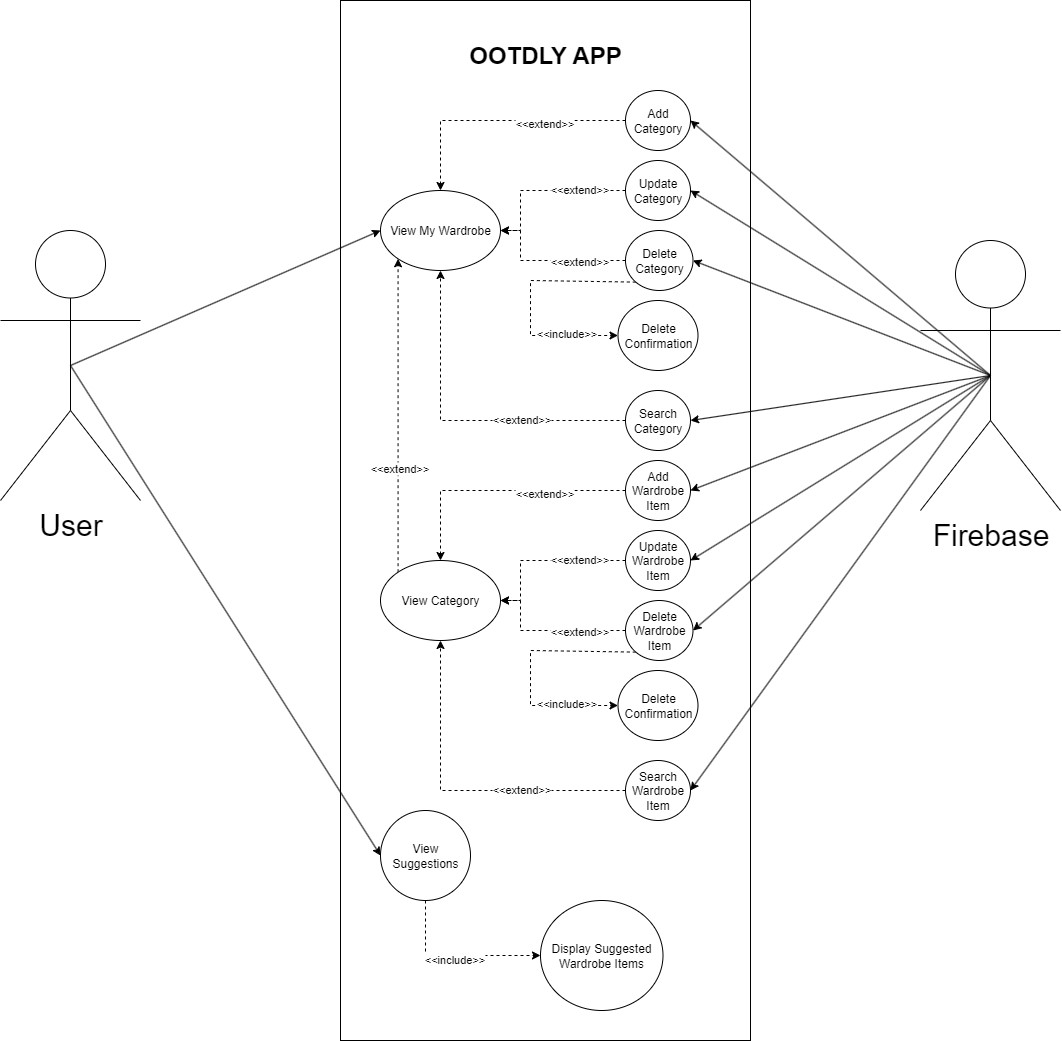 OOTDLY APP
Add
Category
<<extend>>
Update
Category
<<extend>>
View My Wardrobe
Delete
Category
<<extend>>
<<include>>
Delete
Confirmation
Search
Category
<<extend>>
<<extend>>
Add
Wardrobe
Item
<<extend>>
User
Firebase
Update
Wardrobe
Item
<<extend>>
View Category
Delete
Wardrobe
Item
<<extend>>
<<include>>
Delete
Confirmation
Search
Wardrobe
Item
<<extend>>
View
Suggestions
<<include>>
Display Suggested
Wardrobe Items